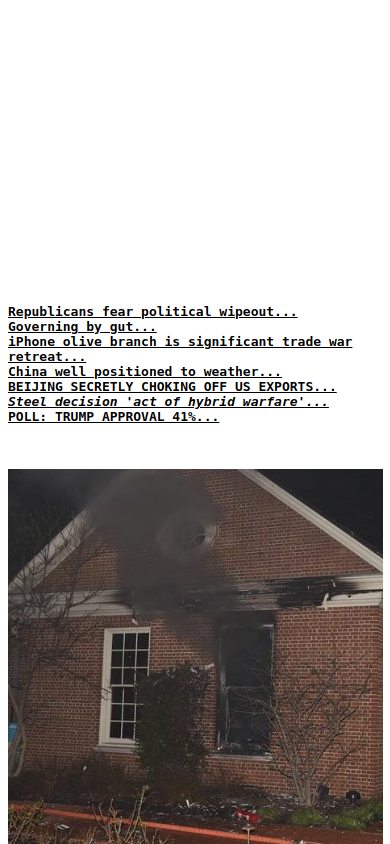 Republicans fear political wipeout...
Governing by gut...
iPhone olive branch is significant trade war
retreat...
China well positioned to weather...
BEIJING SECRETLY CHOKING OFF US EXPORTS...
Steel decision 'act of hybrid warfare'...
POLL: TRUMP APPROVAL 41%...